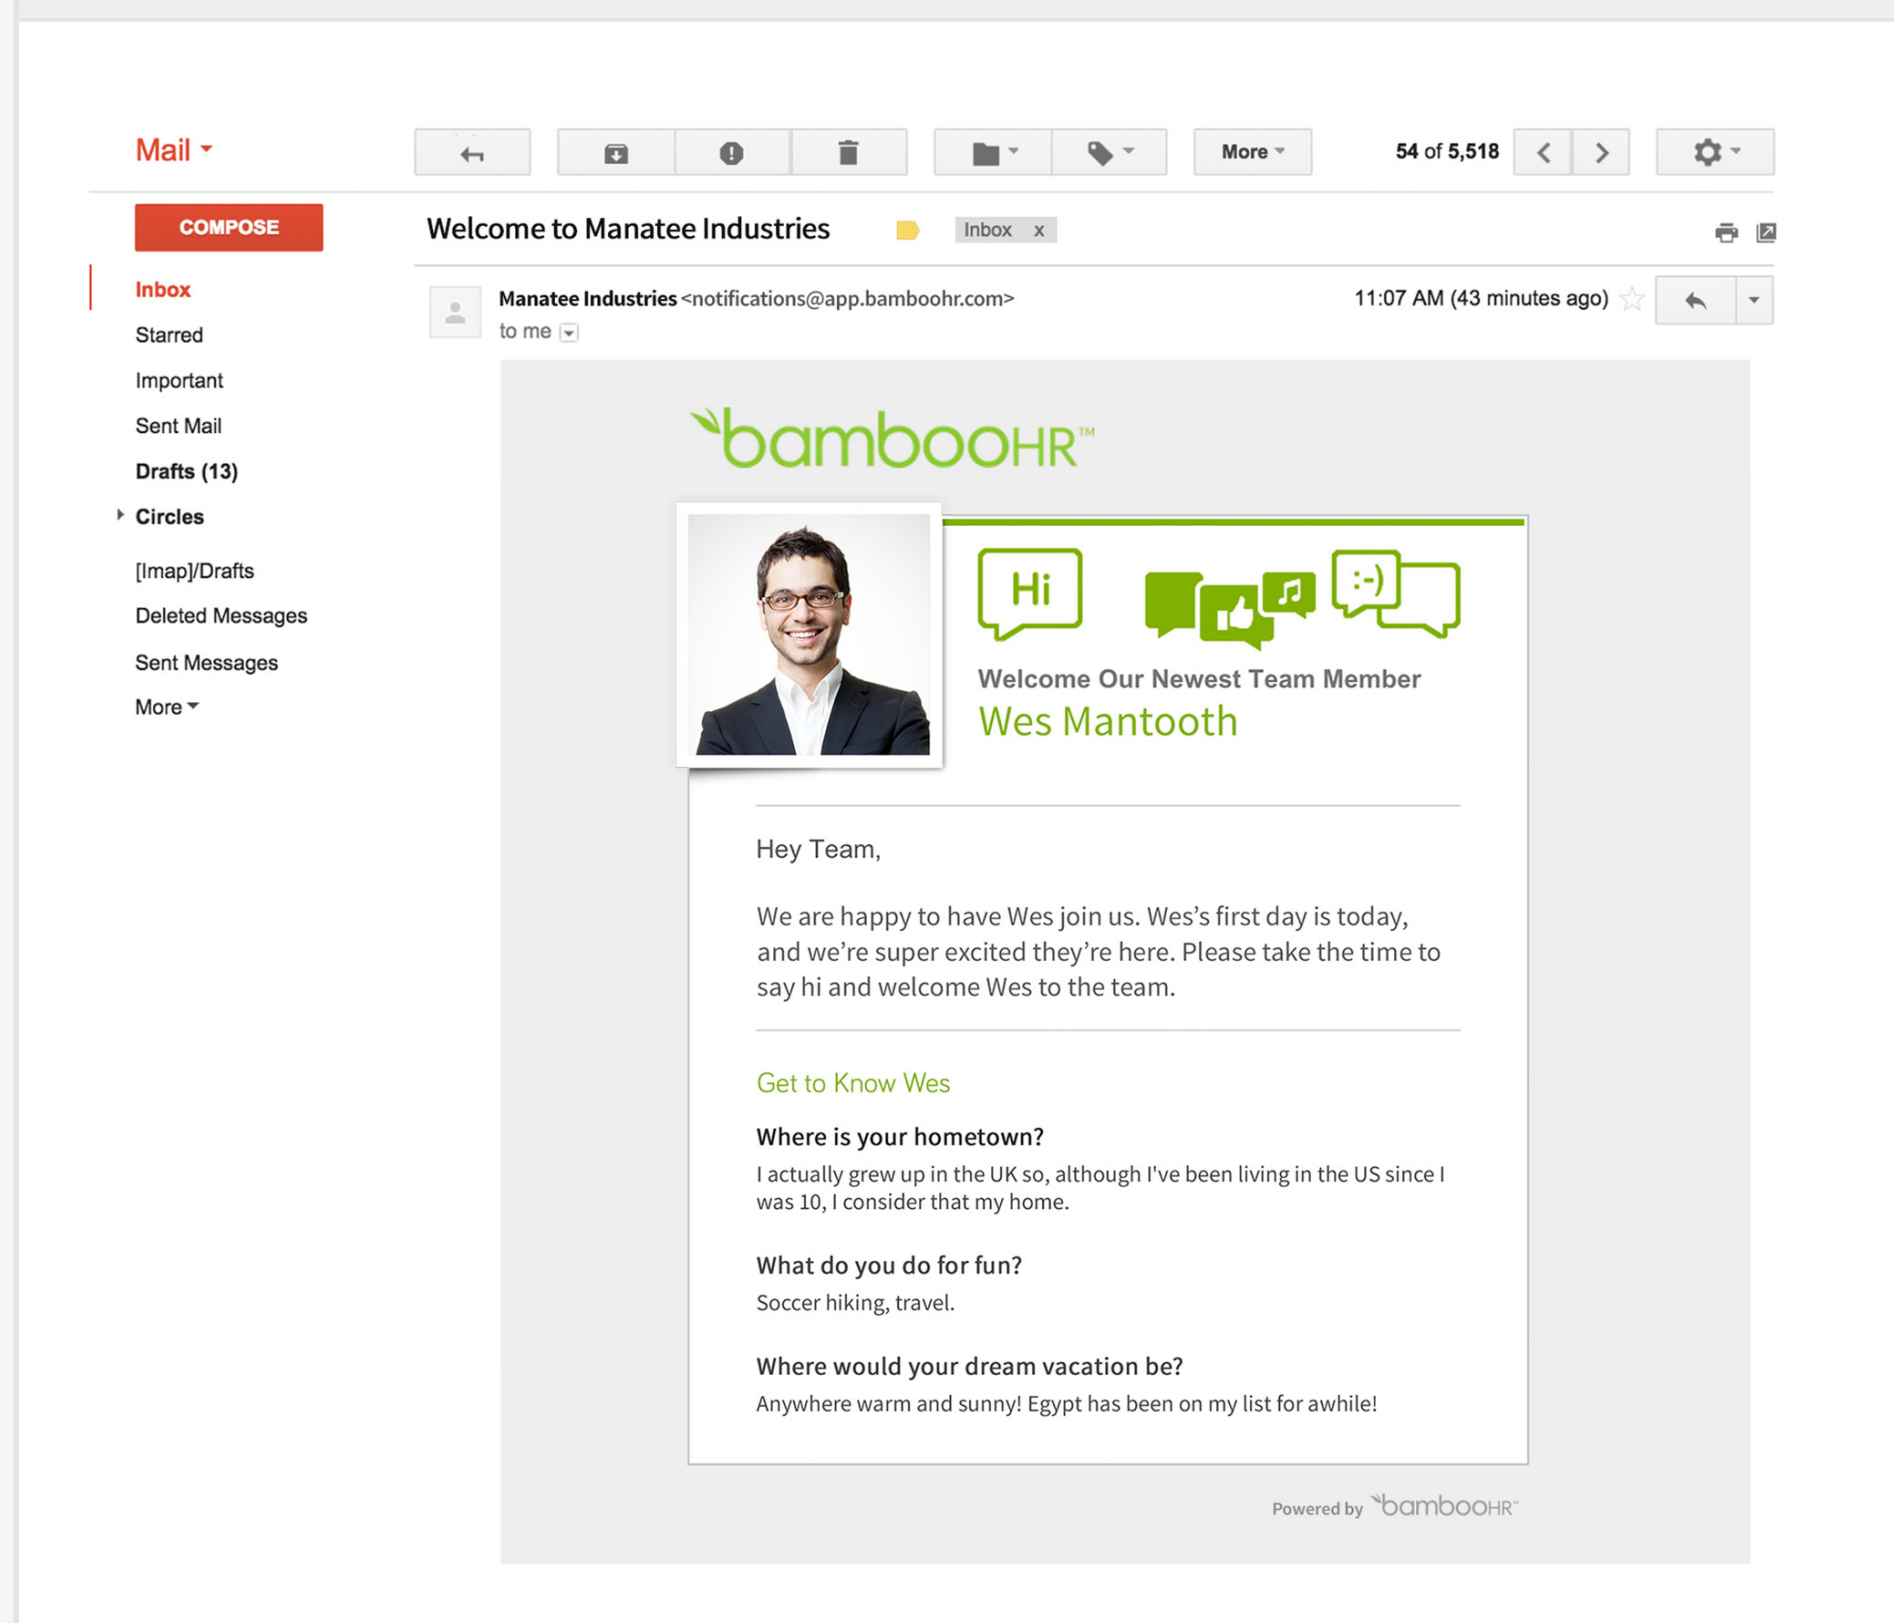 Mail
More
54 of 5,518
COMPOSE
Welcome to Manatee Industries
Inbox x
Inbox
Starred
Important
Sent Mail
Drafts (13)
Circles
[Imap]/Drafts
Deleted Messages
Sent Messages
More
Manatee Industries <notifications@app.bamboohr.com>
11:07 AM (43 minutes ago)
to me
bambooHR™
Hi
:-)
Welcome Our Newest Team Member
Wes Mantooth
Hey Team,
We are happy to have Wes join us. Wes’s first day is today,
and we’re super excited they’re here. Please take the time to
say hi and welcome Wes to the team.
Get to Know Wes
Where is your hometown?
I actually grew up in the UK so, although I've been living in the US since I
was 10, I consider that my home.
What do you do for fun?
Soccer hiking, travel.
Where would your dream vacation be?
Anywhere warm and sunny! Egypt has been on my list for awhile!
Powered by bambooHR™